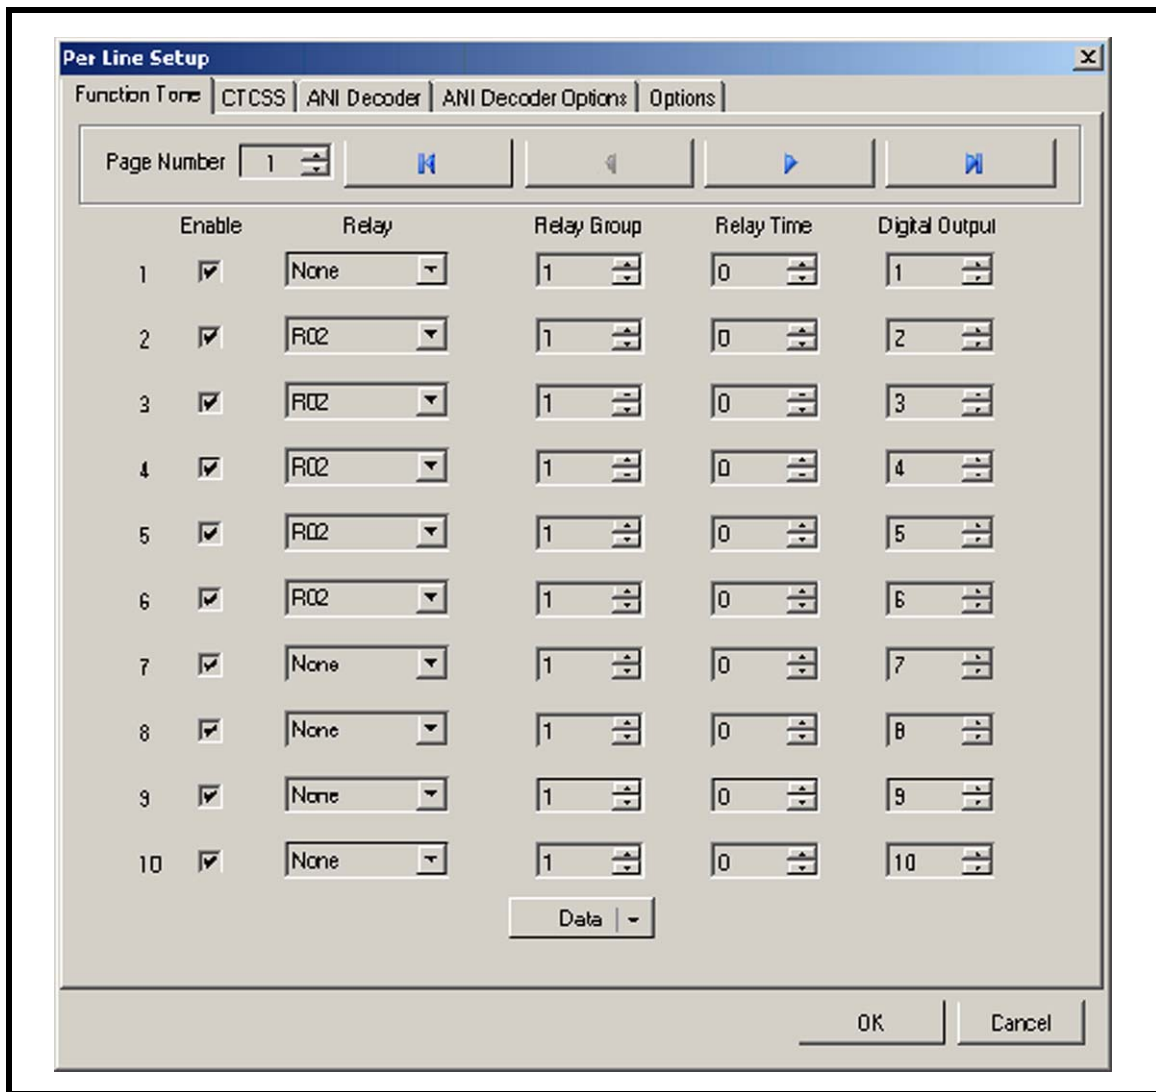 Per Line Setup
Function Tone CTCSS ANI Decoder ANI Decoder Options Options
Page Number 1
Enable Relay Relay Group Relay Time Digital Output
1 None 1 0 1
2 R02 1 0 2
3 R02 1 0 3
4 R02 1 0 4
5 R02 1 0 5
6 R02 1 0 6
7 None 1 0 7
8 None 1 0 8
9 None 1 0 9
10 None 1 0 10
Data
OK Cancel